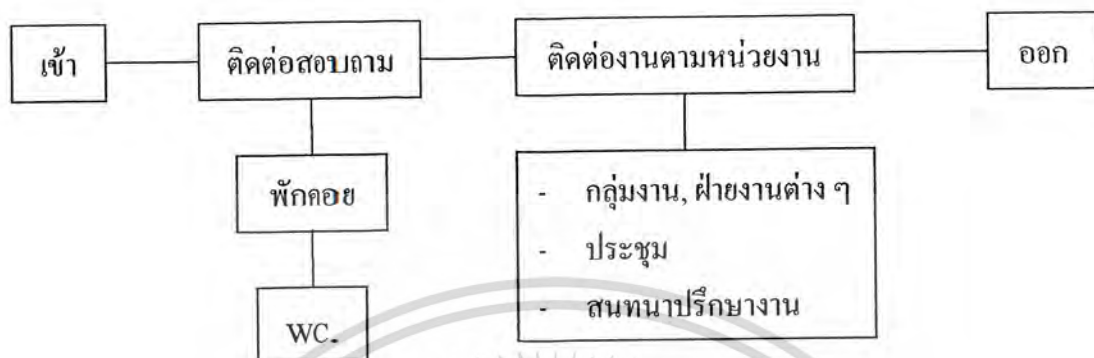 เข้า
ติดต่อสอบถาม
ติดต่องานตามหน่วยงาน
ออก
พักคอย
- กลุ่มงาน, ฝ่ายงานต่าง ๆ
- ประชุม
- สนทนาปรึกษางาน
WC.